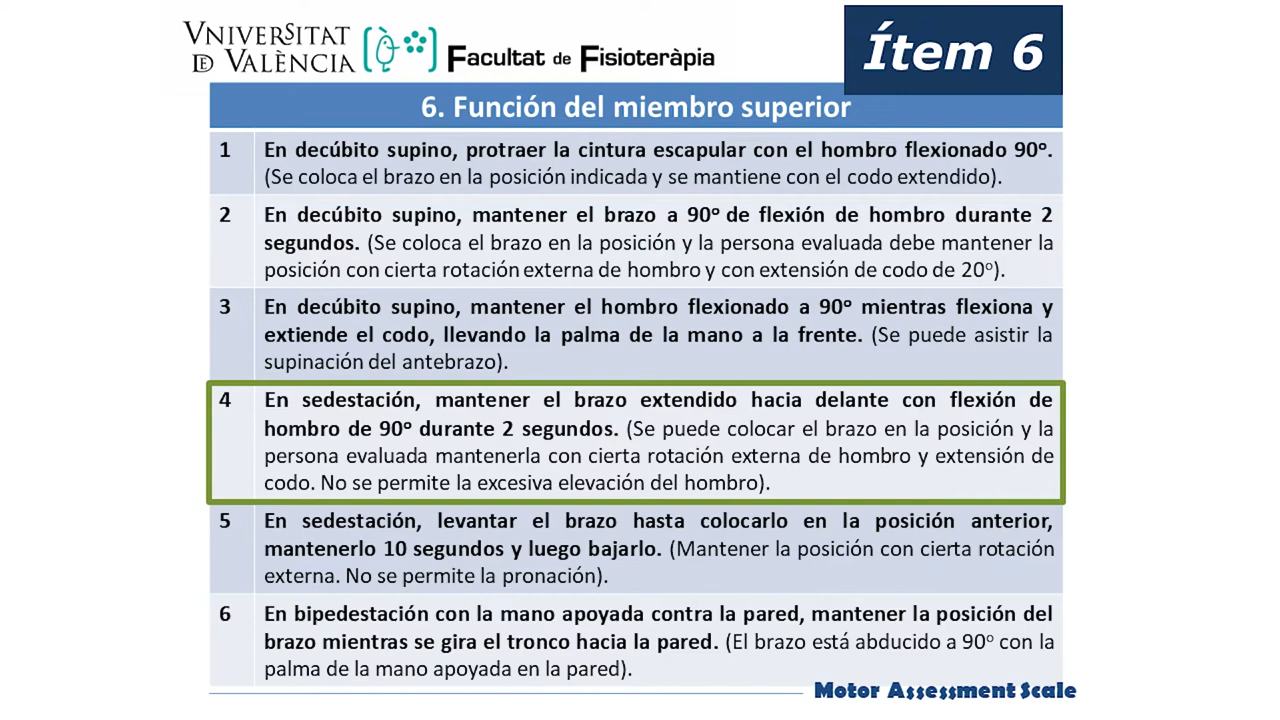 VNIVERSITAT
DE VALÈNCIA
Facultat de Fisioteràpia
Ítem 6
6. Función del miembro superior
1 En decúbito supino, protraer la cintura escapular con el hombro flexionado 90º.
(Se coloca el brazo en la posición indicada y se mantiene con el codo extendido).
2 En decúbito supino, mantener el brazo a 90º de flexión de hombro durante 2
segundos. (Se coloca el brazo en la posición y la persona evaluada debe mantener la
posición con cierta rotación externa de hombro y con extensión de codo de 20º).
3 En decúbito supino, mantener el hombro flexionado a 90º mientras flexiona y
extiende el codo, llevando la palma de la mano a la frente. (Se puede asistir la
supinación del antebrazo).
4 En sedestación, mantener el brazo extendido hacia delante con flexión de
hombro de 90º durante 2 segundos. (Se puede colocar el brazo en la posición y la
persona evaluada mantenerla con cierta rotación externa de hombro y extensión de
codo. No se permite la excesiva elevación del hombro).
5 En sedestación, levantar el brazo hasta colocarlo en la posición anterior,
mantenerlo 10 segundos y luego bajarlo. (Mantener la posición con cierta rotación
externa. No se permite la pronación).
6 En bipedestación con la mano apoyada contra la pared, mantener la posición del
brazo mientras se gira el tronco hacia la pared. (El brazo está abducido a 90º con la
palma de la mano apoyada en la pared).
Motor Assessment Scale